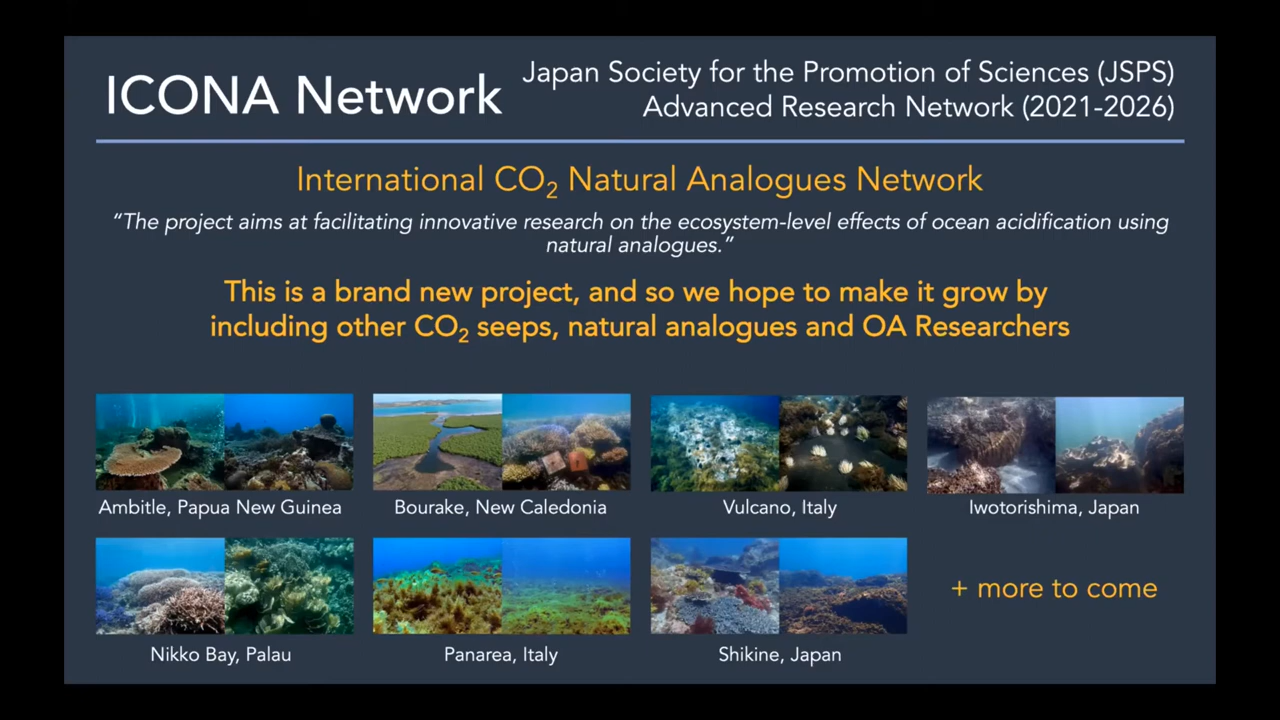 ICONA Network
Japan Society for the Promotion of Sciences (JSPS)
Advanced Research Network (2021-2026)
International CO₂ Natural Analogues Network
“The project aims at facilitating innovative research on the ecosystem-level effects of ocean acidification using
natural analogues.”
This is a brand new project, and so we hope to make it grow by
including other CO₂ seeps, natural analogues and OA Researchers
Ambitle, Papua New Guinea
Bourake, New Caledonia
Vulcano, Italy
Iwotorishima, Japan
Nikko Bay, Palau
Panarea, Italy
Shikine, Japan
+ more to come